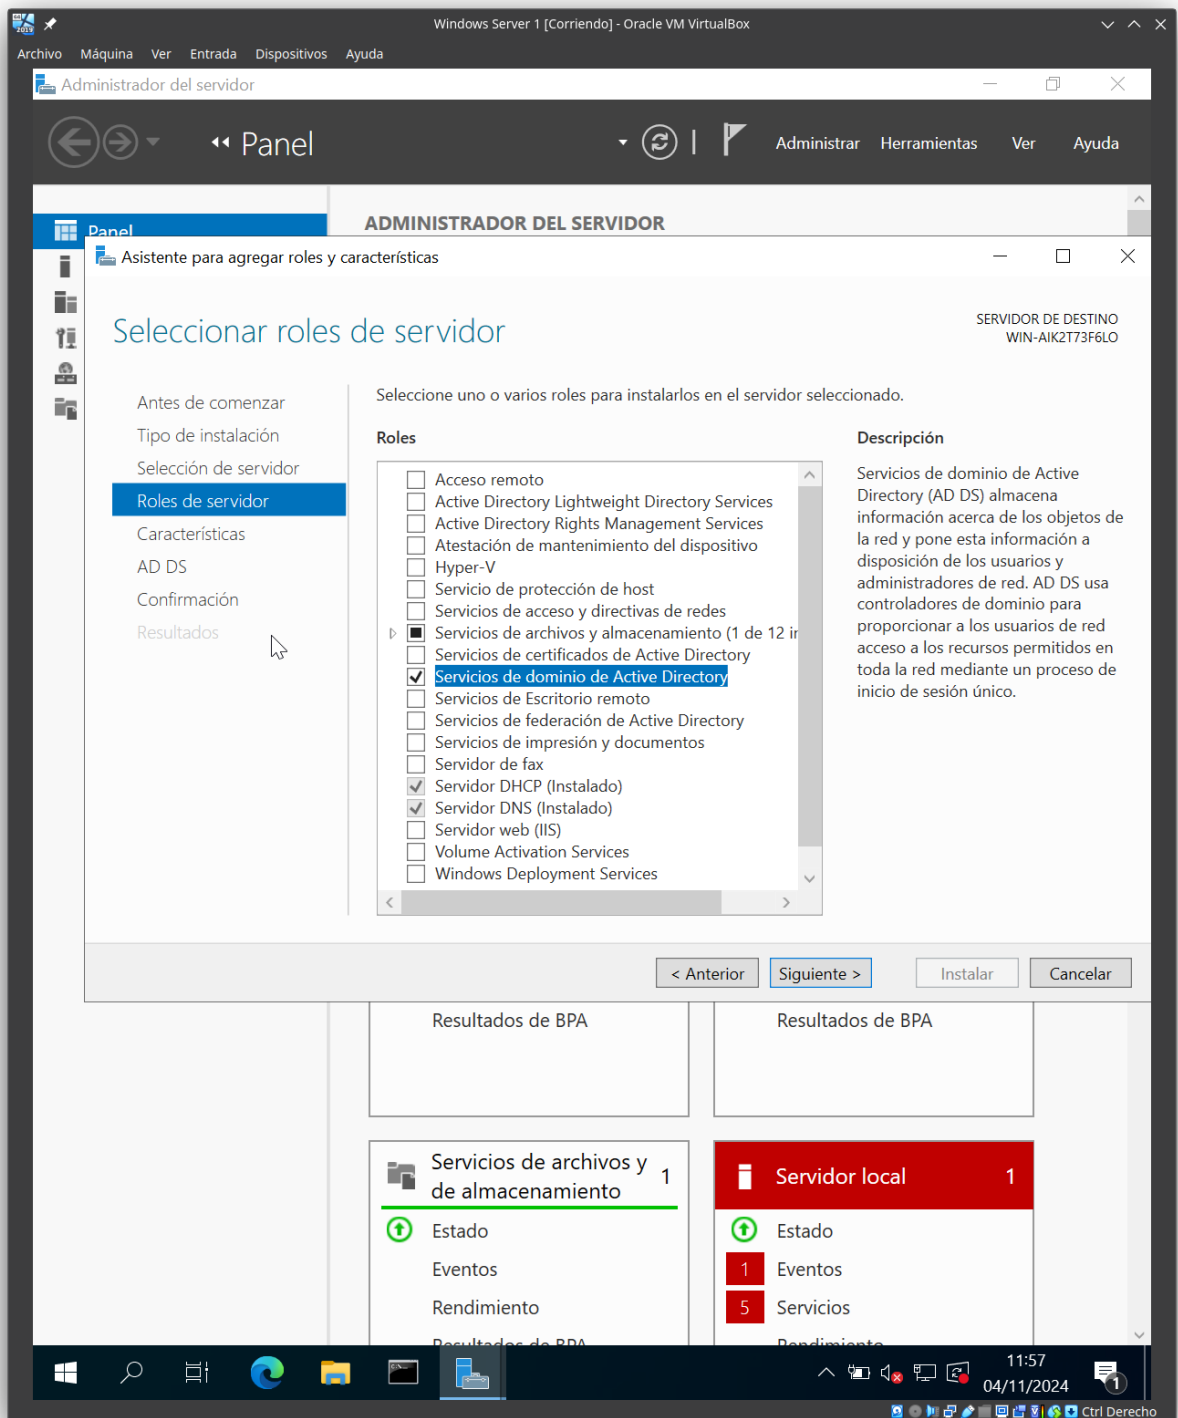 2019
Windows Server 1 [Corriendo] - Oracle VM VirtualBox
Archivo Máquina Ver Entrada Dispositivos Ayuda
Administrador del servidor
Panel
Administrar Herramientas Ver Ayuda
Panel
ADMINISTRADOR DEL SERVIDOR
Asistente para agregar roles y características
Seleccionar roles de servidor
SERVIDOR DE DESTINO
WIN-AIK2T73F6LO
Antes de comenzar
Tipo de instalación
Selección de servidor
Roles de servidor
Características
AD DS
Confirmación
Resultados
Seleccione uno o varios roles para instalarlos en el servidor seleccionado.
Roles
Acceso remoto
Active Directory Lightweight Directory Services
Active Directory Rights Management Services
Atestación de mantenimiento del dispositivo
Hyper-V
Servicio de protección de host
Servicios de acceso y directivas de redes
Servicios de archivos y almacenamiento (1 de 12 in
Servicios de certificados de Active Directory
Servicios de dominio de Active Directory
Servicios de Escritorio remoto
Servicios de federación de Active Directory
Servicios de impresión y documentos
Servidor de fax
Servidor DHCP (Instalado)
Servidor DNS (Instalado)
Servidor web (IIS)
Volume Activation Services
Windows Deployment Services
Descripción
Servicios de dominio de Active
Directory (AD DS) almacena
información acerca de los objetos de
la red y pone esta información a
disposición de los usuarios y
administradores de red. AD DS usa
controladores de dominio para
proporcionar a los usuarios de red
acceso a los recursos permitidos en
toda la red mediante un proceso de
inicio de sesión único.
< Anterior
Siguiente >
Instalar
Cancelar
Resultados de BPA
Resultados de BPA
Servicios de archivos y
de almacenamiento
1
Estado
Eventos
Rendimiento
Resultados de BPA
Servidor local 1
Estado
1 Eventos
5 Servicios
Rendimiento
11:57
04/11/2024
1
Ctrl Derecho